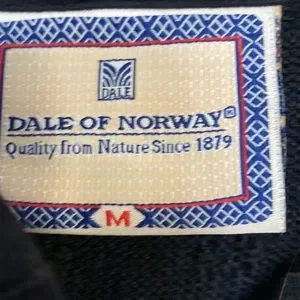 DALE
DALE OF NORWAY®
Quality from Nature Since 1879
M